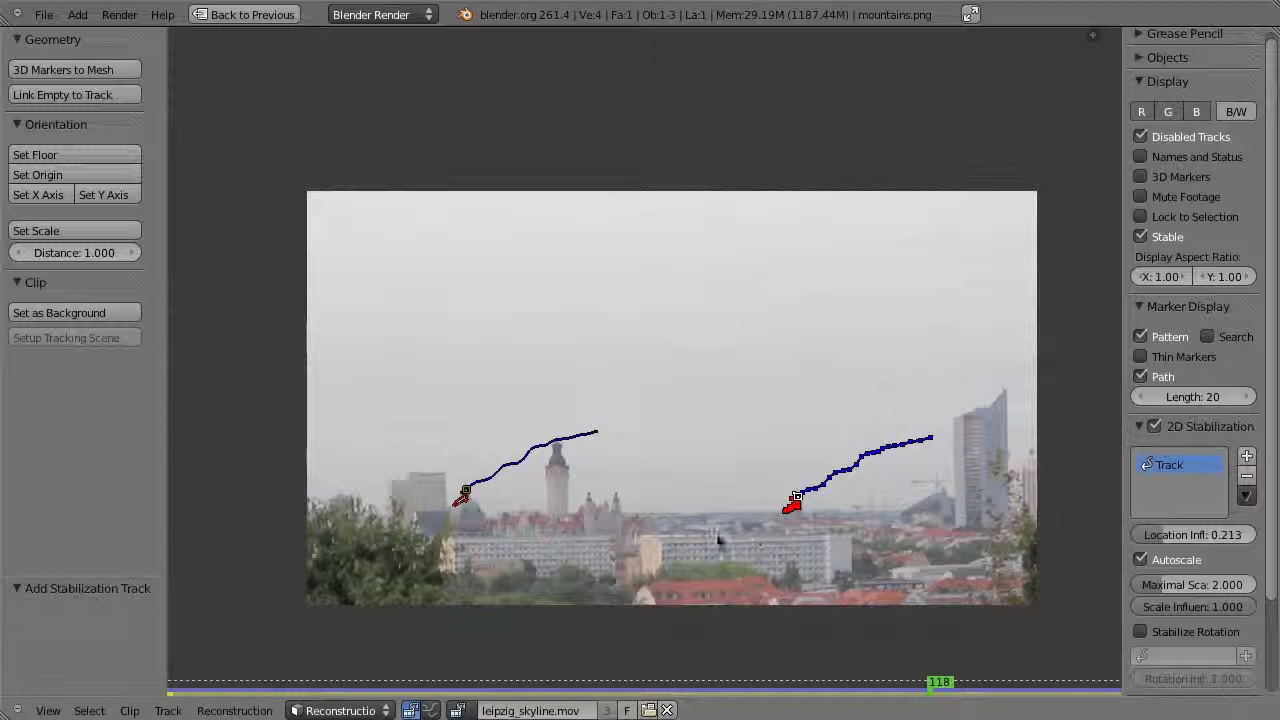 File Add Render Help Back to Previous Blender Render blender.org 261.4 | Ve:4 | Fa:1 | Ob:1-3 | La:1 | Mem:29.19M (1187.44M) | mountains.png
Geometry
3D Markers to Mesh
Link Empty to Track
Orientation
Set Floor
Set Origin
Set X Axis Set Y Axis
Set Scale
Distance: 1.000
Clip
Set as Background
Setup Tracking Scene
Add Stabilization Track
Grease Pencil
Objects
Display
R G B B/W
Disabled Tracks
Names and Status
3D Markers
Mute Footage
Lock to Selection
Stable
Display Aspect Ratio:
X: 1.00 Y: 1.00
Marker Display
Pattern Search
Thin Markers
Path
Length: 20
2D Stabilization
Track
Location Infl: 0.213
Autoscale
Maximal Sca: 2.000
Scale Influen: 1.000
Stabilize Rotation
Rotation Infl: 1.000
118
View Select Clip Track Reconstruction Reconstructio leipzig_skyline.mov 3 F